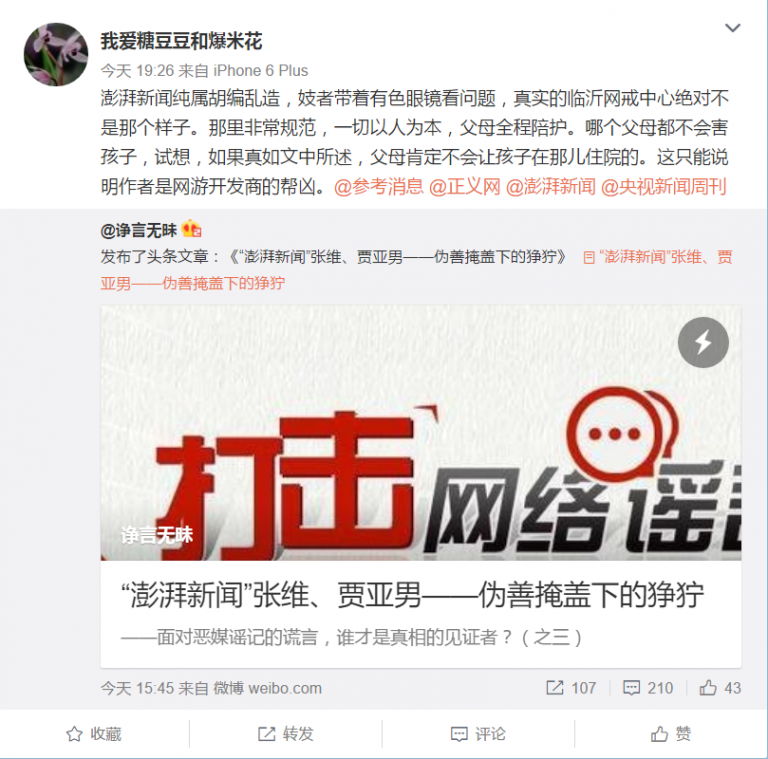 我爱糖豆豆和爆米花
今天 19:26 来自 iPhone 6 Plus
澎湃新闻纯属胡编乱造，妓者带着有色眼镜看问题，真实的临沂网戒中心绝对不
是那个样子。那里非常规范，一切以人为本，父母全程陪护。哪个父母都不会害
孩子，试想，如果真如文中所述，父母肯定不会让孩子在那儿住院的。这只能说
明作者是网游开发商的帮凶。@参考消息 @正义网 @澎湃新闻 @央视新闻周刊
@诤言无昧
发布了头条文章：《“澎湃新闻”张维、贾亚男——伪善掩盖下的狰狞》 “澎湃新闻”张维、贾
亚男——伪善掩盖下的狰狞
打击网络谣言
诤言无昧
“澎湃新闻”张维、贾亚男——伪善掩盖下的狰狞
——面对恶媒谣记的谎言，谁才是真相的见证者？（之三）
今天 15:45 来自 微博 weibo.com 107 210 43
收藏 转发 评论 赞